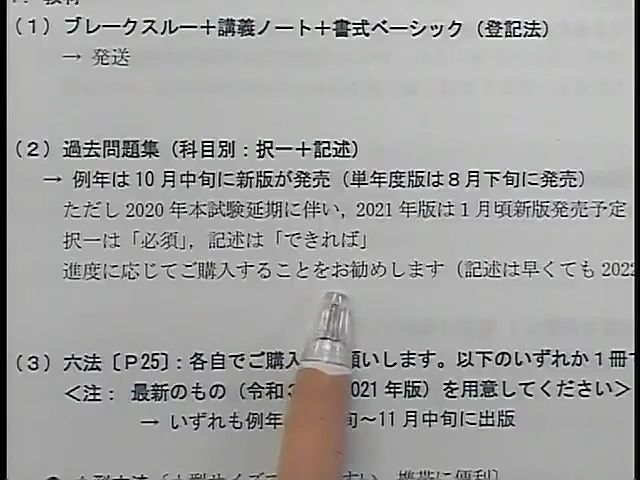 (1) ブレークスルー＋講義ノート＋書式ベーシック（登記法）
→ 発送
(2) 過去問題集（科目別：択一＋記述）
→ 例年は10月中旬に新版が発売（単年度版は8月下旬に発売）
ただし2020年本試験延期に伴い，2021年版は1月頃新版発売予定
択一は「必須」，記述は「できれば」
進度に応じてご購入することをお勧めします（記述は早くても2022
(3) 六法〔P25〕：各自でご購入 願いします。以下のいずれか1冊
＜注： 最新のもの（令和 2021年版）を用意してください＞
→ いずれも例年 旬～11月中旬に出版